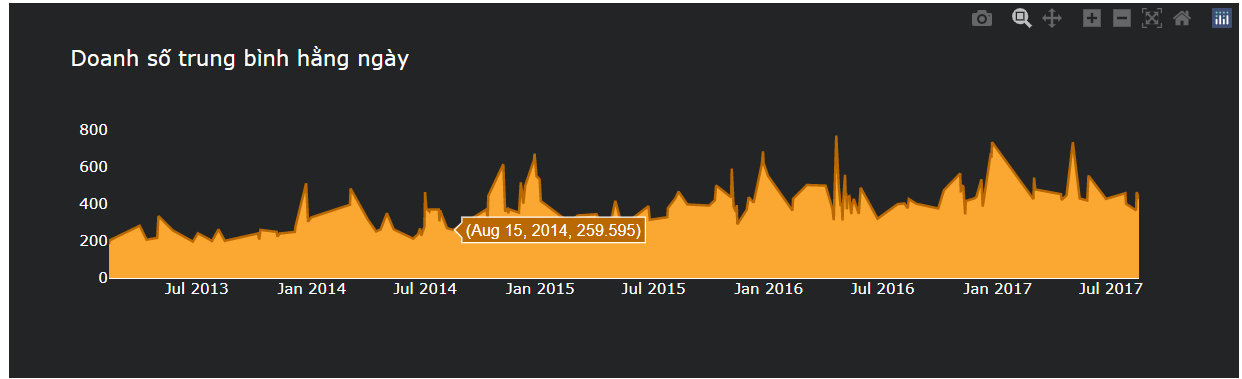 Doanh số trung bình hằng ngày
800
600
400
200
0
(Aug 15, 2014, 259.595)
Jul 2013 Jan 2014 Jul 2014 Jan 2015 Jul 2015 Jan 2016 Jul 2016 Jan 2017 Jul 2017